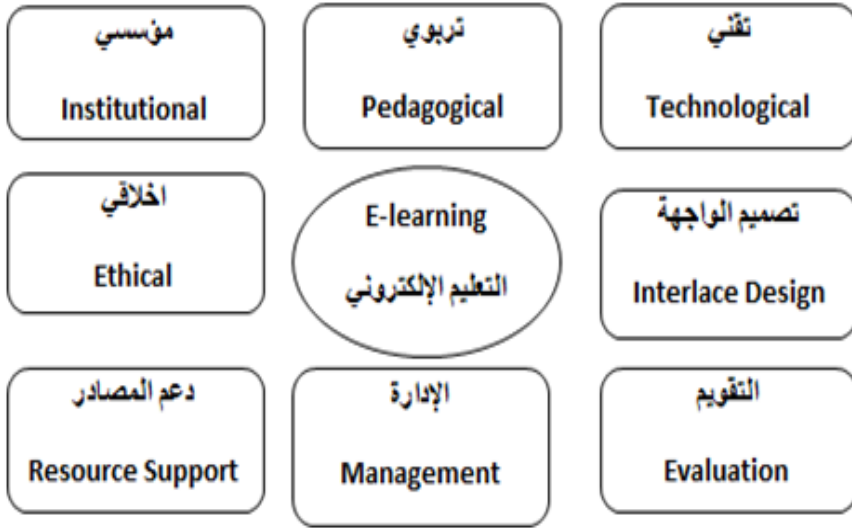 مؤسسي
Institutional
تربوي
Pedagogical
تقني
Technological
اخلاقي
Ethical
E-learning
التعليم الإلكتروني
تصميم الواجهة
Interlace Design
دعم المصادر
Resource Support
الإدارة
Management
التقويم
Evaluation